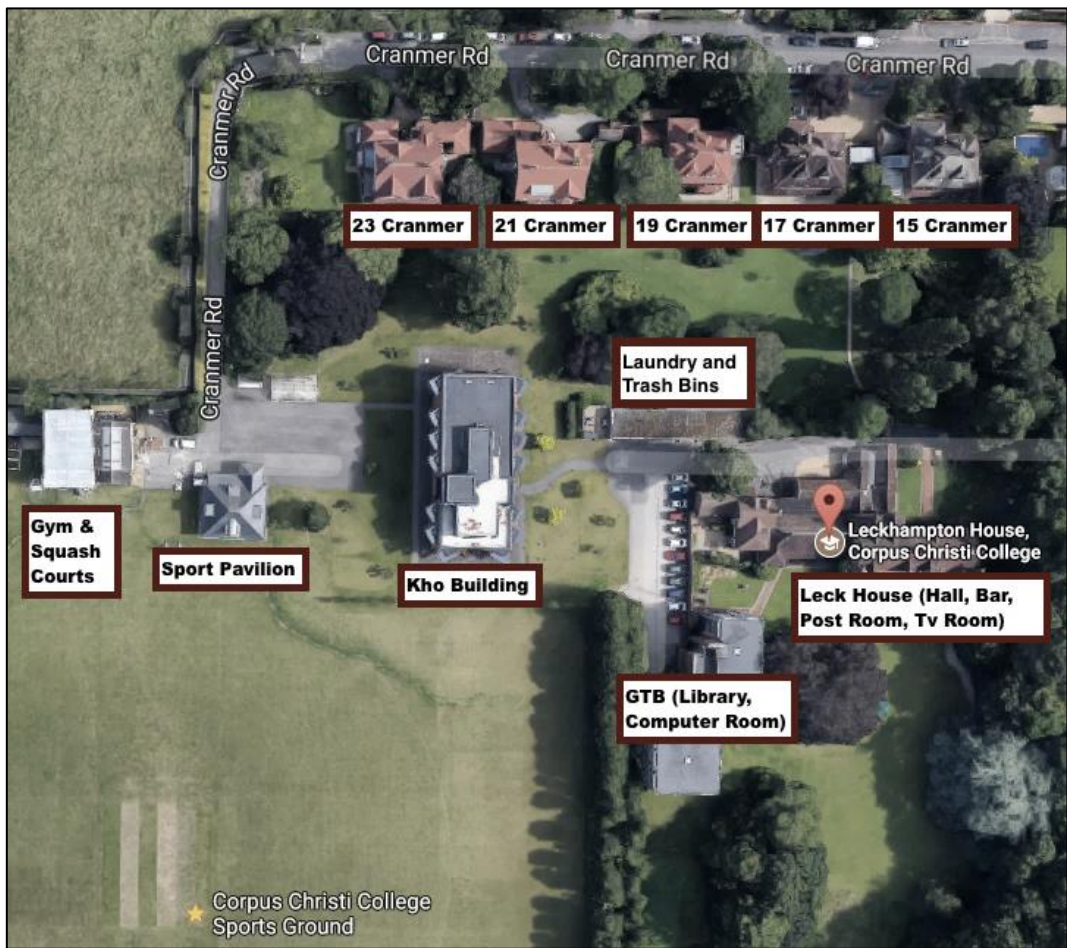 Cranmer Rd
Cranmer Rd
Cranmer Rd
Cranmer Rd
23 Cranmer
21 Cranmer
19 Cranmer
17 Cranmer
15 Cranmer
Cranmer Rd
Laundry and
Trash Bins
Gym &
Squash
Courts
Sport Pavilion
Kho Building
Leckhampton House,
Corpus Christi College
Leck House (Hall, Bar,
Post Room, Tv Room)
GTB (Library,
Computer Room)
Corpus Christi College
Sports Ground